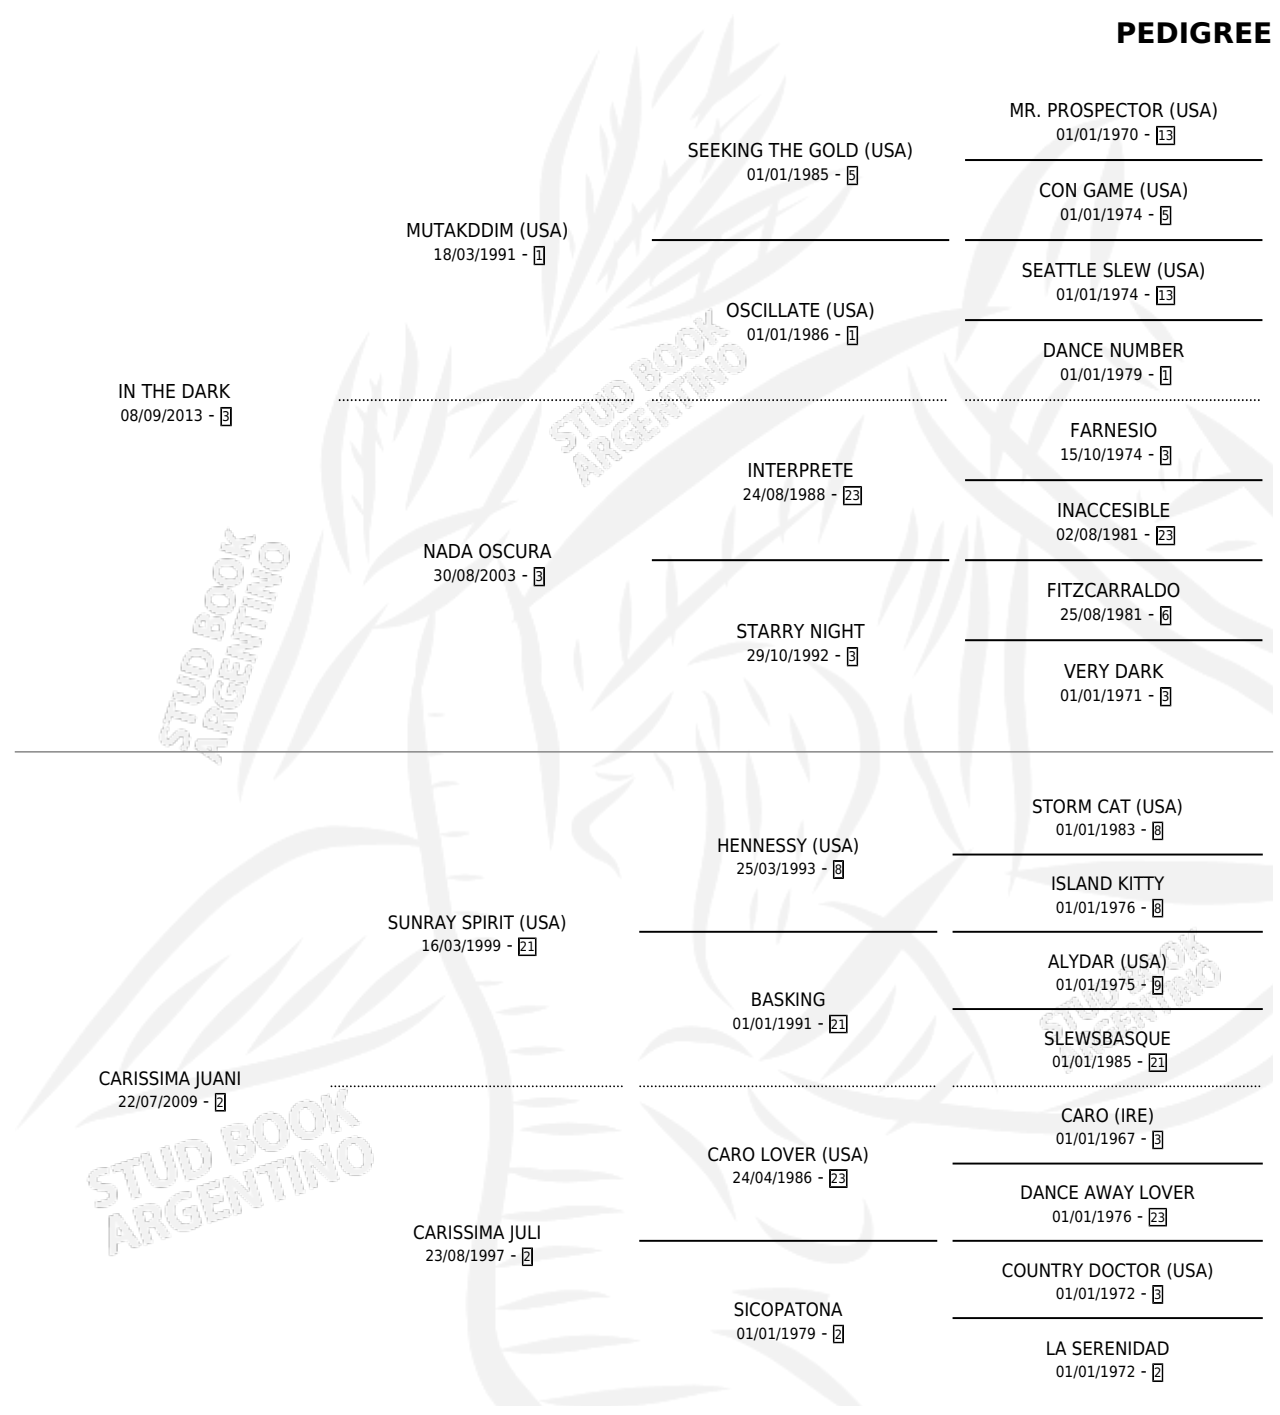 PEDIGREE
MR. PROSPECTOR (USA)
01/01/1970 - 13
SEEKING THE GOLD (USA)
01/01/1985 - 5
CON GAME (USA)
01/01/1974 - 5
MUTAKDDIM (USA)
18/03/1991 - 1
SEATTLE SLEW (USA)
01/01/1974 - 13
OSCILLATE (USA)
01/01/1986 - 1
DANCE NUMBER
01/01/1979 - 1
IN THE DARK
08/09/2013 - 3
FARNESIO
15/10/1974 - 3
INTERPRETE
24/08/1988 - 23
INACCESIBLE
02/08/1981 - 23
NADA OSCURA
30/08/2003 - 3
FITZCARRALDO
25/08/1981 - 6
STARRY NIGHT
29/10/1992 - 3
VERY DARK
01/01/1971 - 3
STORM CAT (USA)
01/01/1983 - 8
HENNESSY (USA)
25/03/1993 - 8
ISLAND KITTY
01/01/1976 - 8
SUNRAY SPIRIT (USA)
16/03/1999 - 21
ALYDAR (USA)
01/01/1975 - 9
BASKING
01/01/1991 - 21
SLEWSBASQUE
01/01/1985 - 21
CARISSIMA JUANI
22/07/2009 - 2
CARO (IRE)
01/01/1967 - 3
CARO LOVER (USA)
24/04/1986 - 23
DANCE AWAY LOVER
01/01/1976 - 23
CARISSIMA JULI
23/08/1997 - 2
COUNTRY DOCTOR (USA)
01/01/1972 - 3
SICOPATONA
01/01/1979 - 2
LA SERENIDAD
01/01/1972 - 2
STUD BOOK
ARGENTINO
STUD BOOK
ARGENTINO
STUD BOOK
ARGENTINO
STUD BOOK
ARGENTINO